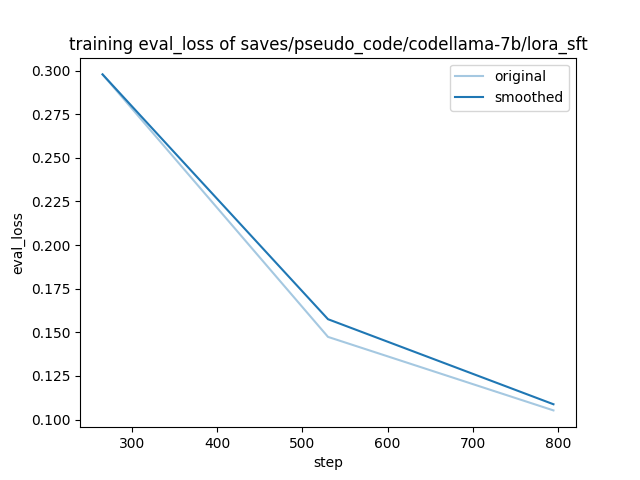 training eval_loss of saves/pseudo_code/codellama-7b/lora_sft
original
smoothed
eval_loss
0.300
0.275
0.250
0.225
0.200
0.175
0.150
0.125
0.100
300 400 500 600 700 800
step